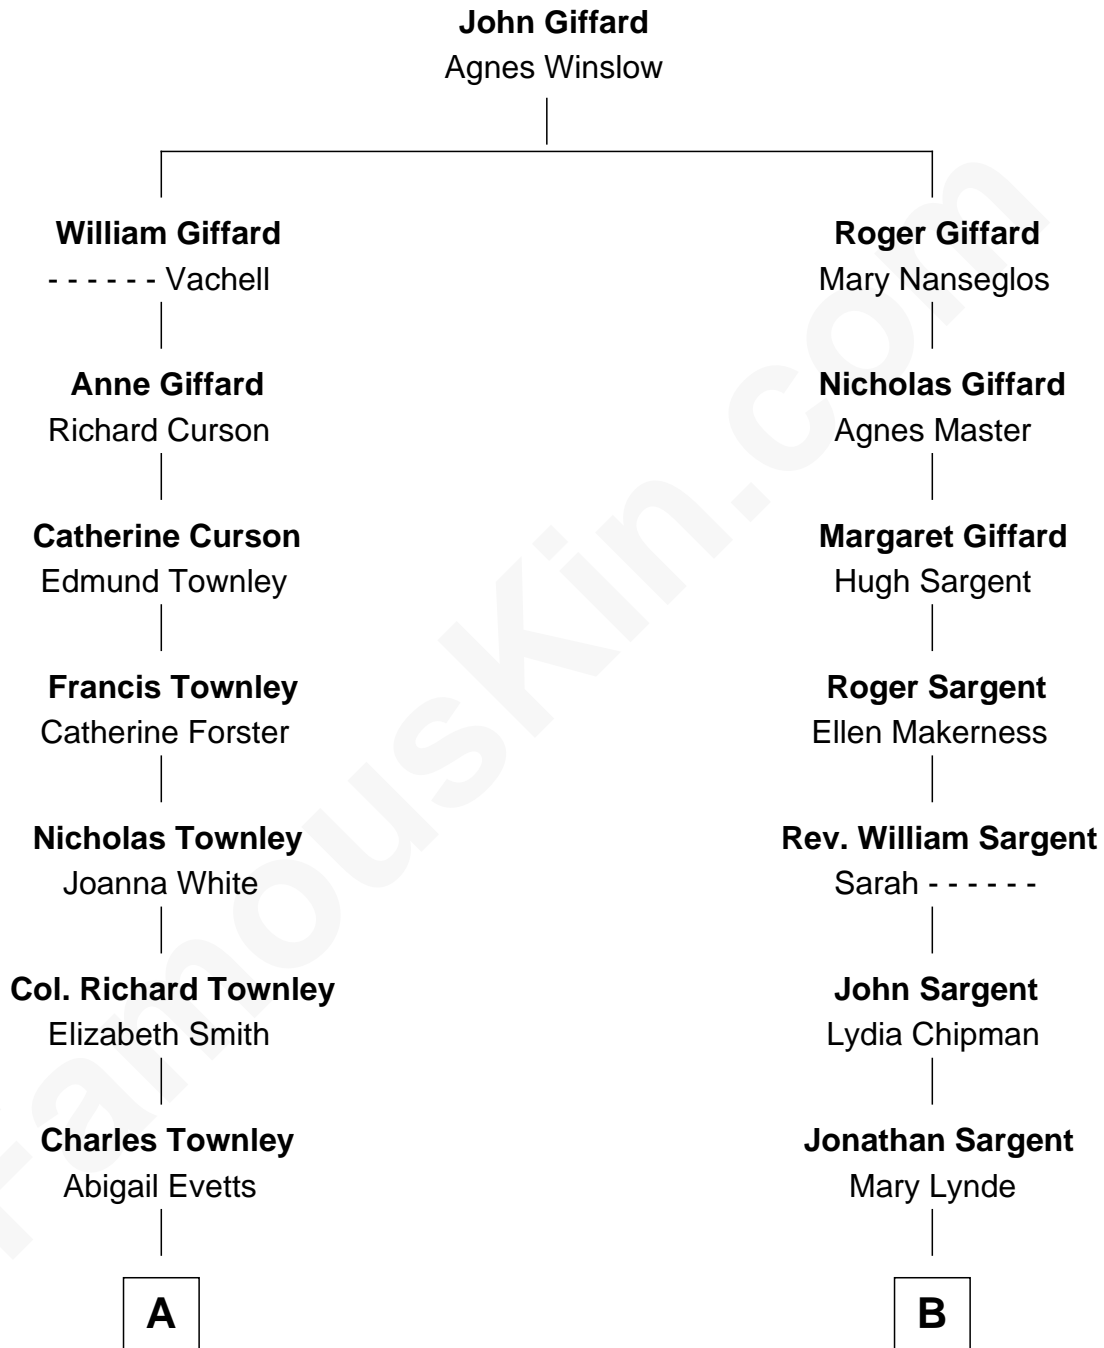 John Giffard
Agnes Winslow
William Giffard
- - - - - - Vachell
Roger Giffard
Mary Nanseglos
Anne Giffard
Richard Curson
Nicholas Giffard
Agnes Master
Catherine Curson
Edmund Townley
Margaret Giffard
Hugh Sargent
Francis Townley
Catherine Forster
Roger Sargent
Ellen Makerness
Nicholas Townley
Joanna White
Rev. William Sargent
Sarah - - - - - -
Col. Richard Townley
Elizabeth Smith
John Sargent
Lydia Chipman
Charles Townley
Abigail Evetts
Jonathan Sargent
Mary Lynde
A
B
FamousKin.com